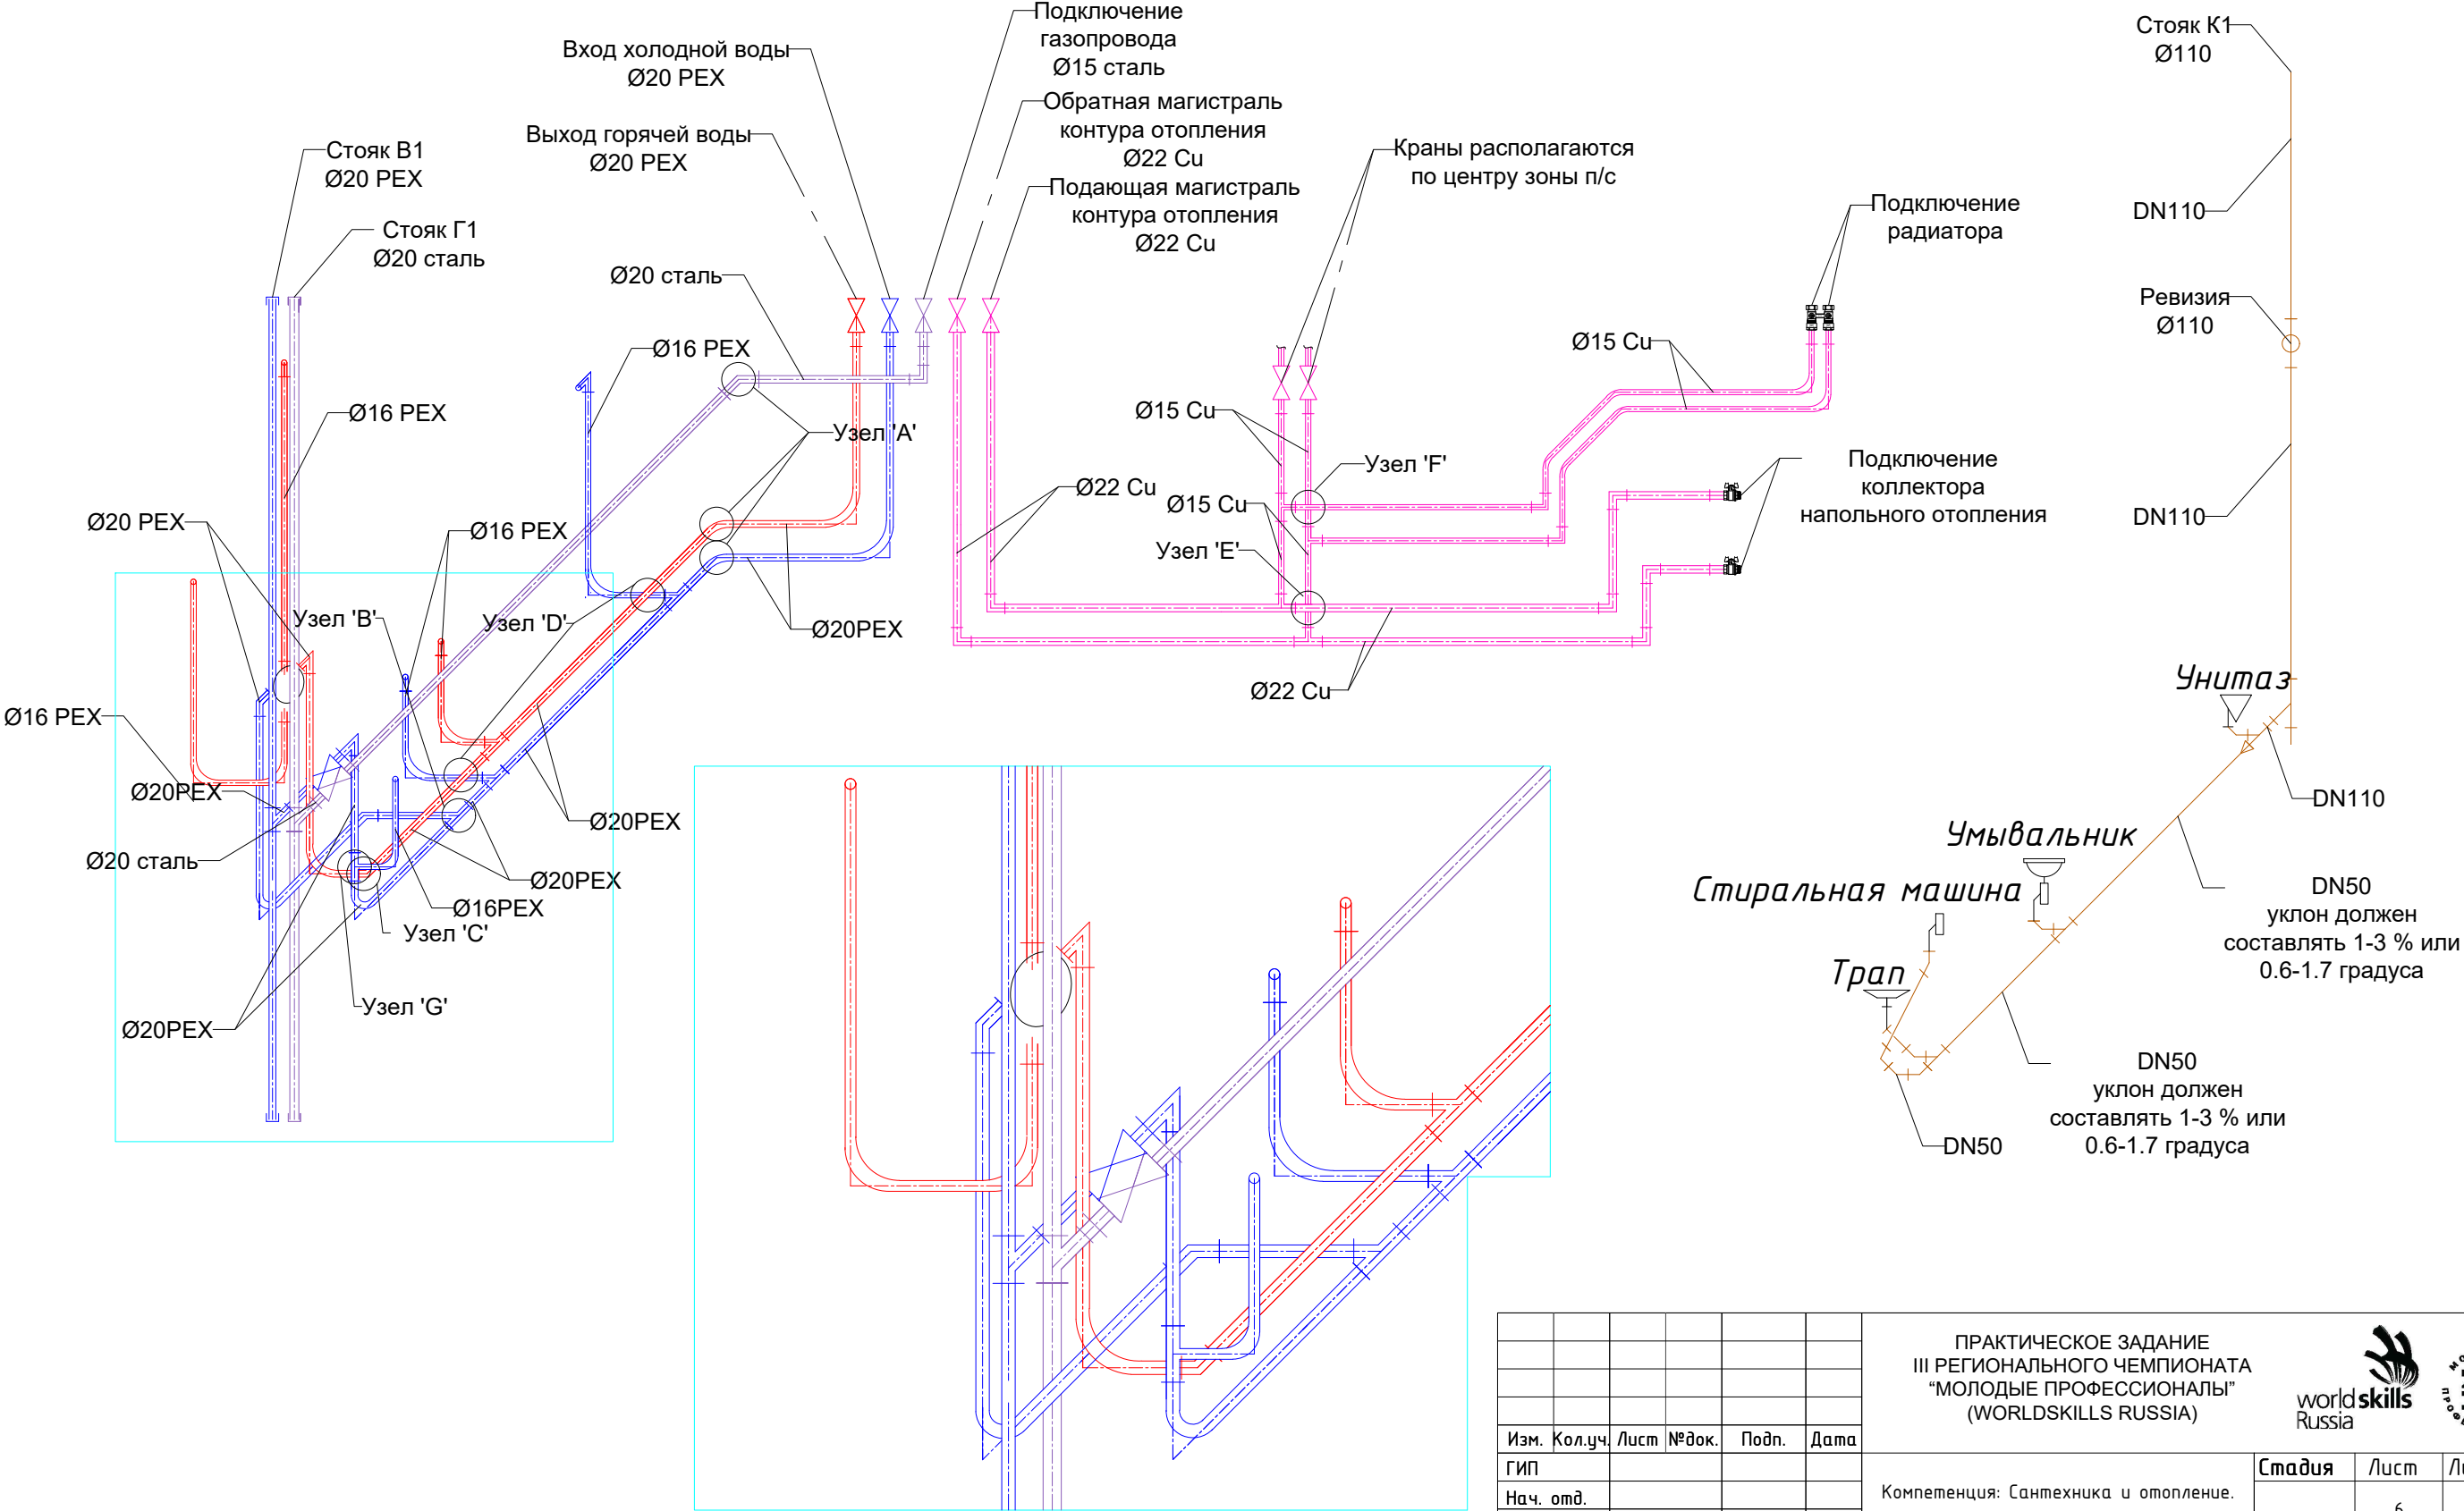 Подключение
газопровода
Ø15 сталь
Вход холодной воды
Ø20 PEX
Обратная магистраль
контура отопления
Ø22 Cu
Выход горячей воды
Ø20 PEX
Подающая магистраль
контура отопления
Ø22 Cu
Стояк В1
Ø20 PEX
Стояк Г1
Ø20 сталь
Ø20 сталь
Ø16 PEX
Ø16 PEX
Узел 'А'
Ø20 PEX
Ø16 PEX
Узел 'B'
Узел 'D'
Ø20PEX
Ø16 PEX
Ø20PEX
Ø20PEX
Ø20 сталь
Ø20PEX
Ø16PEX
Узел 'C'
Узел 'G'
Ø20PEX
Краны располагаются
по центру зоны п/с
Подключение
радиатора
Ø15 Cu
Ø15 Cu
Узел 'F'
Ø22 Cu
Ø15 Cu
Узел 'E'
Подключение
коллектора
напольного отопления
Ø22 Cu
Стояк К1
Ø110
DN110
Ревизия
Ø110
DN110
Унитаз
DN110
Умывальник
Стиральная машина
DN50
уклон должен
составлять 1-3 % или
0.6-1.7 градуса
Трап
DN50
уклон должен
составлять 1-3 % или
0.6-1.7 градуса
DN50
ПРАКТИЧЕСКОЕ ЗАДАНИЕ
III РЕГИОНАЛЬНОГО ЧЕМПИОНАТА
“МОЛОДЫЕ ПРОФЕССИОНАЛЫ”
(WORLDSKILLS RUSSIA)
worldskills
Russia
Изм. Кол.уч. Лист №док. Подп. Дата
ГИП
Нач. отд.
Компетенция: Сантехника и отопление.
Стадия Лист
6